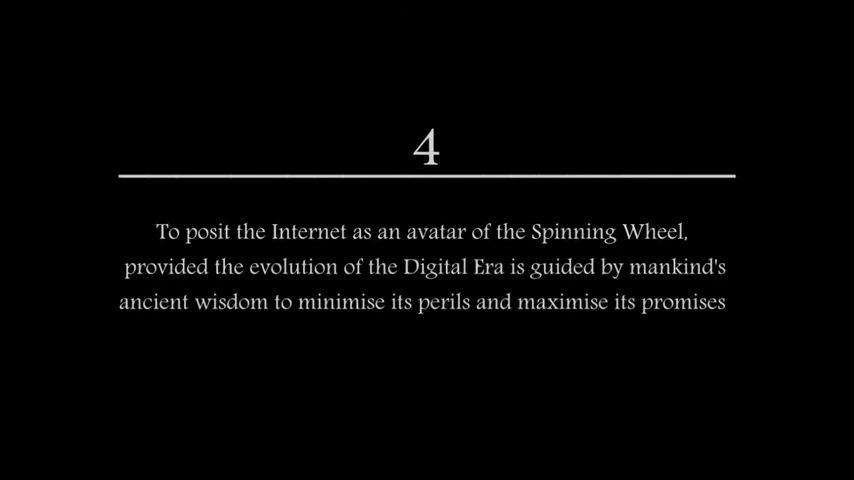 4
To posit the Internet as an avatar of the Spinning Wheel,
provided the evolution of the Digital Era is guided by mankind's
ancient wisdom to minimise its perils and maximise its promises